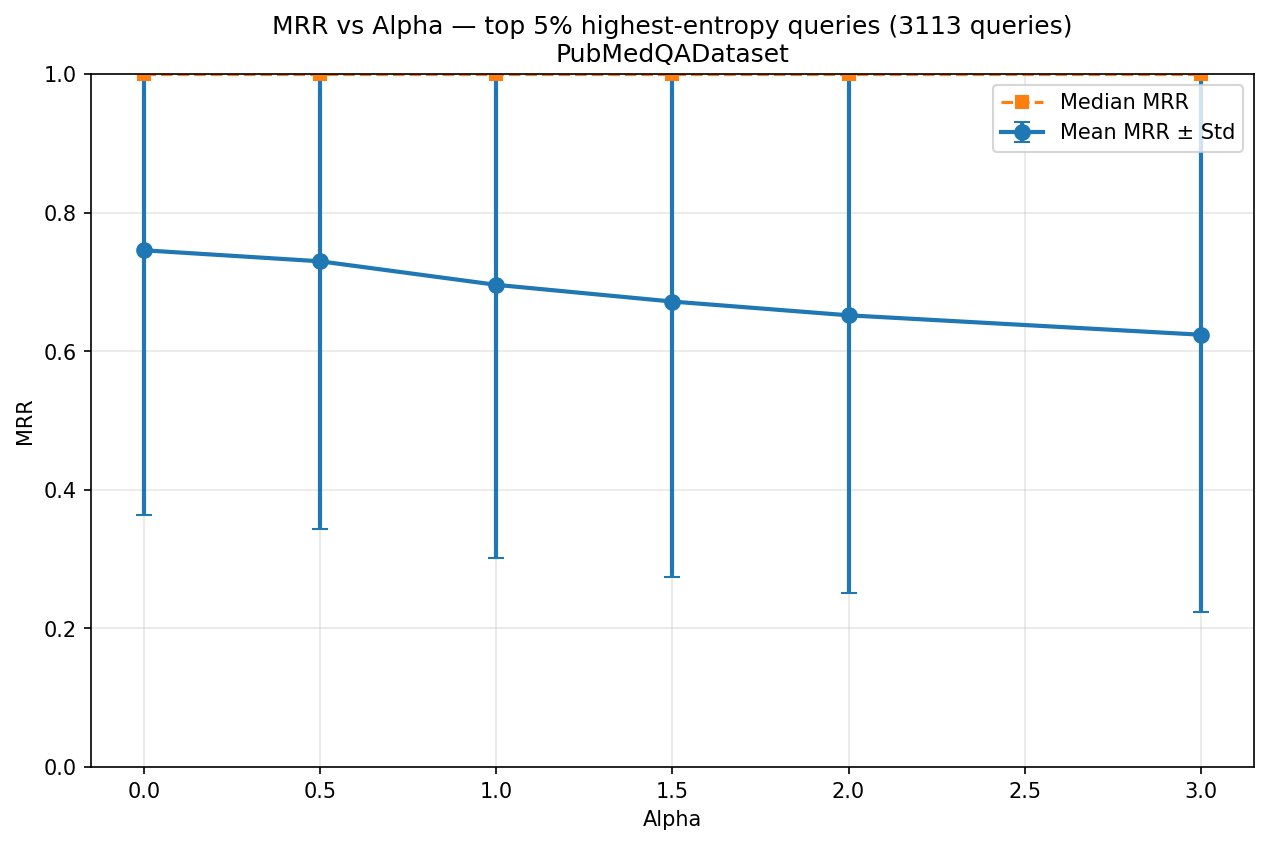 MRR vs Alpha — top 5% highest-entropy queries (3113 queries)
PubMedQADataset
1.0
0.8
0.6
0.4
0.2
0.0
MRR
Median MRR
Mean MRR ± Std
0.0 0.5 1.0 1.5 2.0 2.5 3.0
Alpha